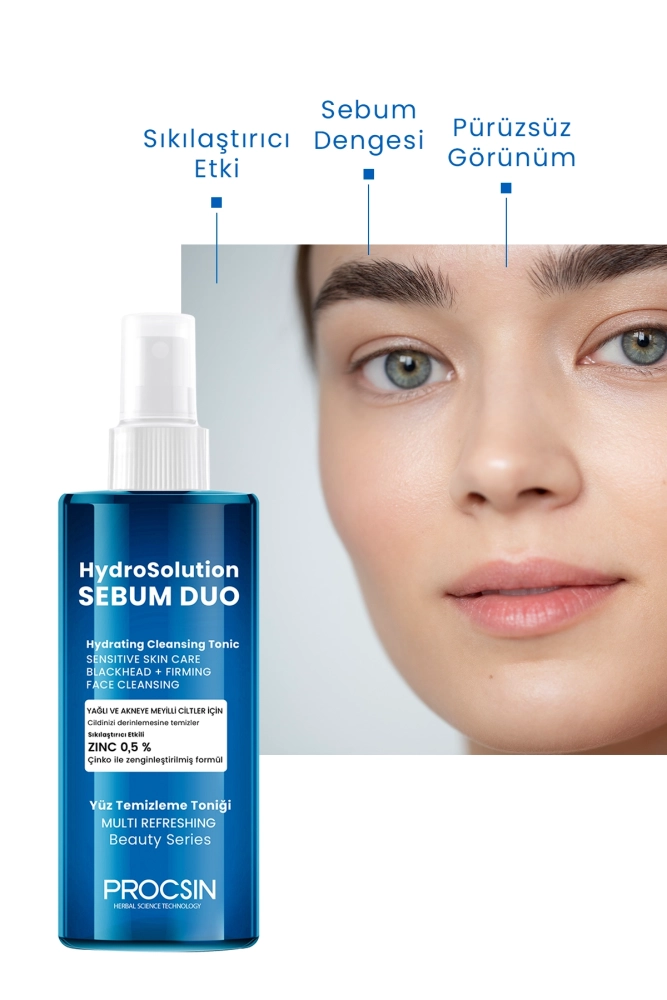 Sıkılaştırıcı
Etki
Sebum
Dengesi
Pürüzsüz
Görünüm
HydroSolution
SEBUM DUO
Hydrating Cleansing Tonic
SENSITIVE SKIN CARE
BLACKHEAD + FIRMING
FACE CLEANSING
YAĞLI VE AKNEYE MEYİLLİ CİLTLER İÇİN
Cildinizi derinlemesine temizler
Sıkılaştırıcı Etkili
ZINC 0,5 %
Çinko ile zenginleştirilmiş formül
Yüz Temizleme Toniği
MULTI REFRESHING
Beauty Series
PROCSIN
HERBAL SCIENCE TECHNOLOGY